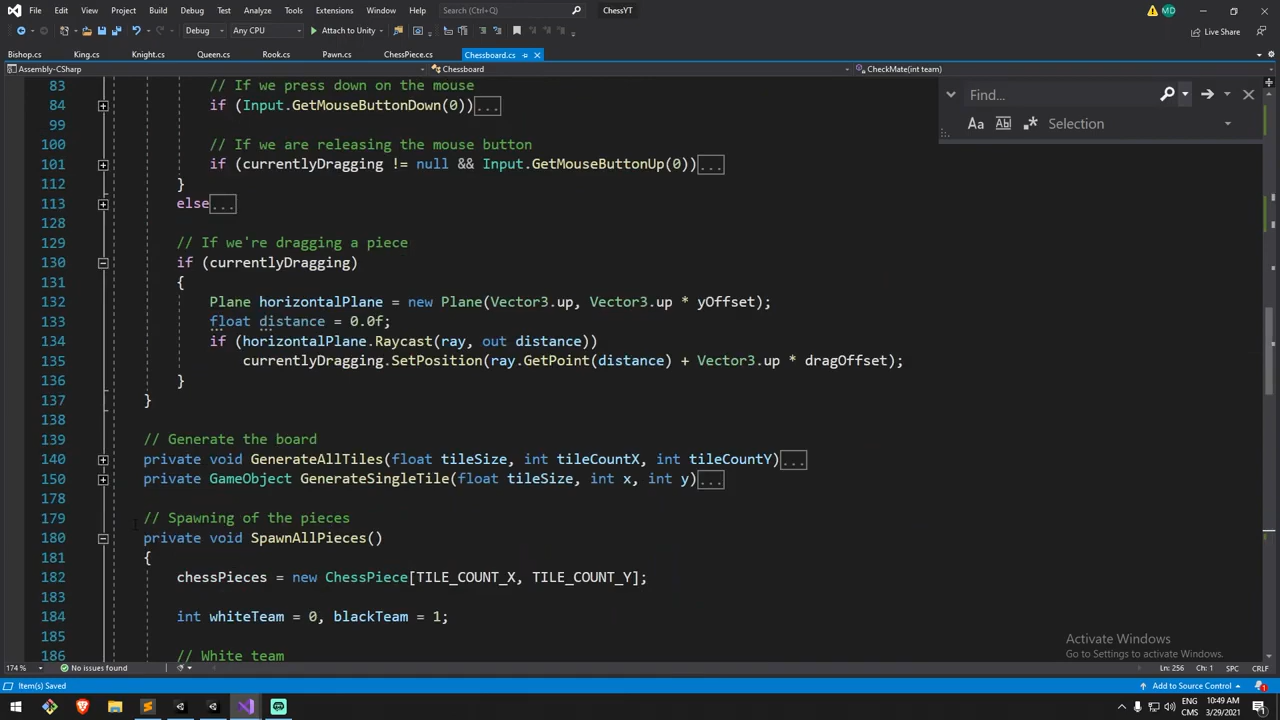 File Edit View Project Build Debug Test Analyze Tools Extensions Window Help Search (Ctrl+Q) ChessYT MD
Debug Any CPU Attach to Unity Live Share
Bishop.cs King.cs Knight.cs Queen.cs Rook.cs Pawn.cs ChessPiece.cs Chessboard.cs
Assembly-CSharp Chessboard CheckMate(int team)
Find...
Aa Ab Selection
83 // If we press down on the mouse
84 if (Input.GetMouseButtonDown(0))...
99
100 // If we are releasing the mouse button
101 if (currentlyDragging != null && Input.GetMouseButtonUp(0))...
112 }
113 else...
128
129 // If we're dragging a piece
130 if (currentlyDragging)
131 {
132 Plane horizontalPlane = new Plane(Vector3.up, Vector3.up * yOffset);
133 float distance = 0.0f;
134 if (horizontalPlane.Raycast(ray, out distance))
135 currentlyDragging.SetPosition(ray.GetPoint(distance) + Vector3.up * dragOffset);
136 }
137 }
138
139 // Generate the board
140 private void GenerateAllTiles(float tileSize, int tileCountX, int tileCountY)...
150 private GameObject GenerateSingleTile(float tileSize, int x, int y)...
178
179 // Spawning of the pieces
180 private void SpawnAllPieces()
181 {
182 chessPieces = new ChessPiece[TILE_COUNT_X, TILE_COUNT_Y];
183
184 int whiteTeam = 0, blackTeam = 1;
185
186 // White team
Activate Windows
Go to Settings to activate Windows.
174 % No issues found Ln: 256 Ch: 1 SPC CRLF
Item(s) Saved Add to Source Control
ENG 10:49 AM
CMS 3/29/2021